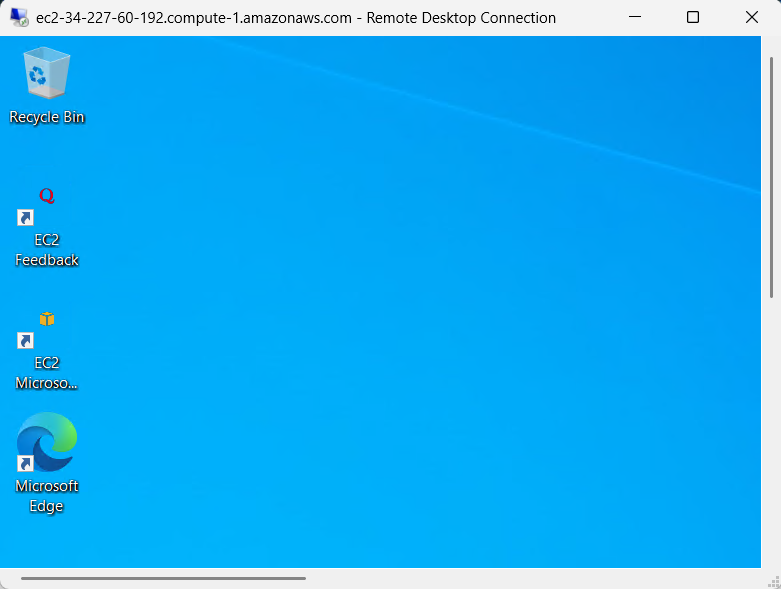 ec2-34-227-60-192.compute-1.amazonaws.com - Remote Desktop Connection
Recycle Bin
Q
EC2
Feedback
EC2
Microso...
Microsoft
Edge